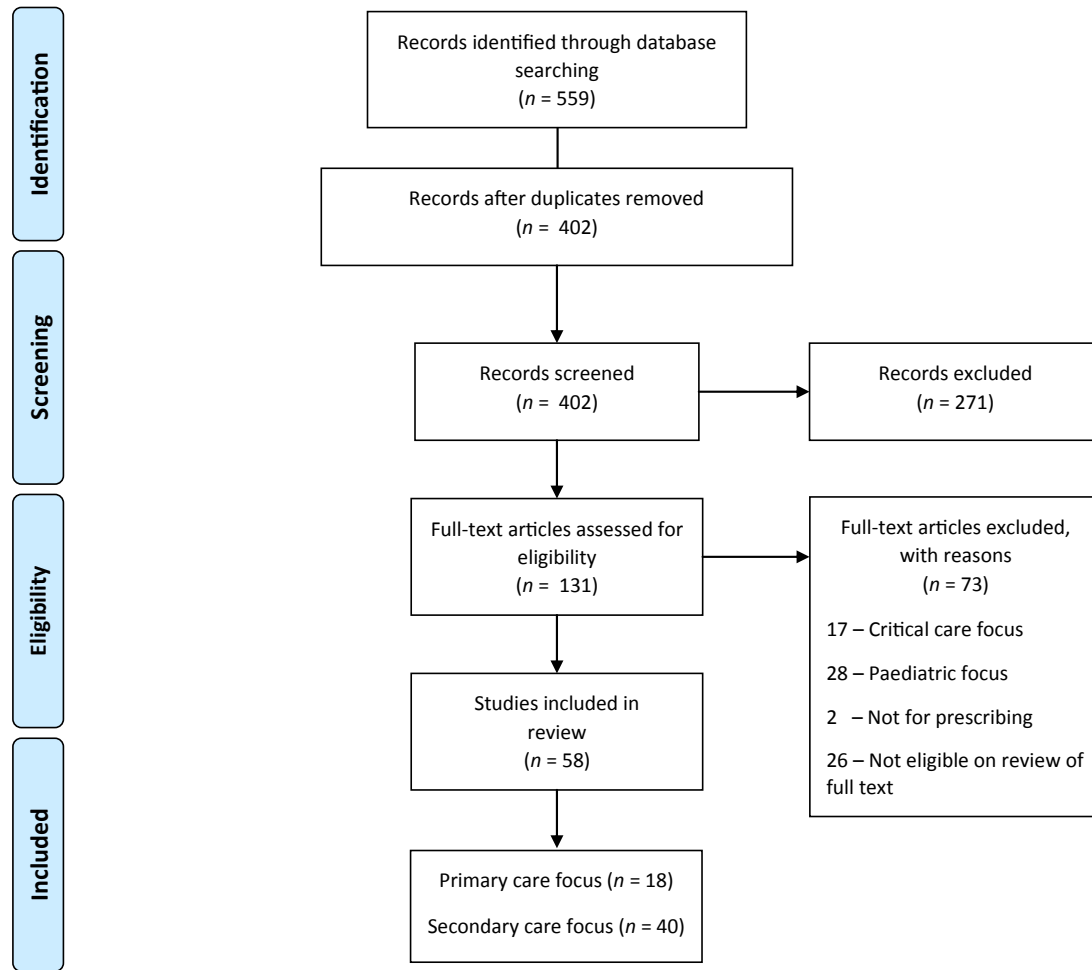 Identification
Records identified through database
searching
(n = 559)
Records after duplicates removed
(n = 402)
Screening
Records screened
(n = 402)
Records excluded
(n = 271)
Eligibility
Full-text articles assessed for
eligibility
(n = 131)
Full-text articles excluded,
with reasons
(n = 73)
17 – Critical care focus
28 – Paediatric focus
2 – Not for prescribing
26 – Not eligible on review of
full text
Studies included in
review
(n = 58)
Included
Primary care focus (n = 18)
Secondary care focus (n = 40)